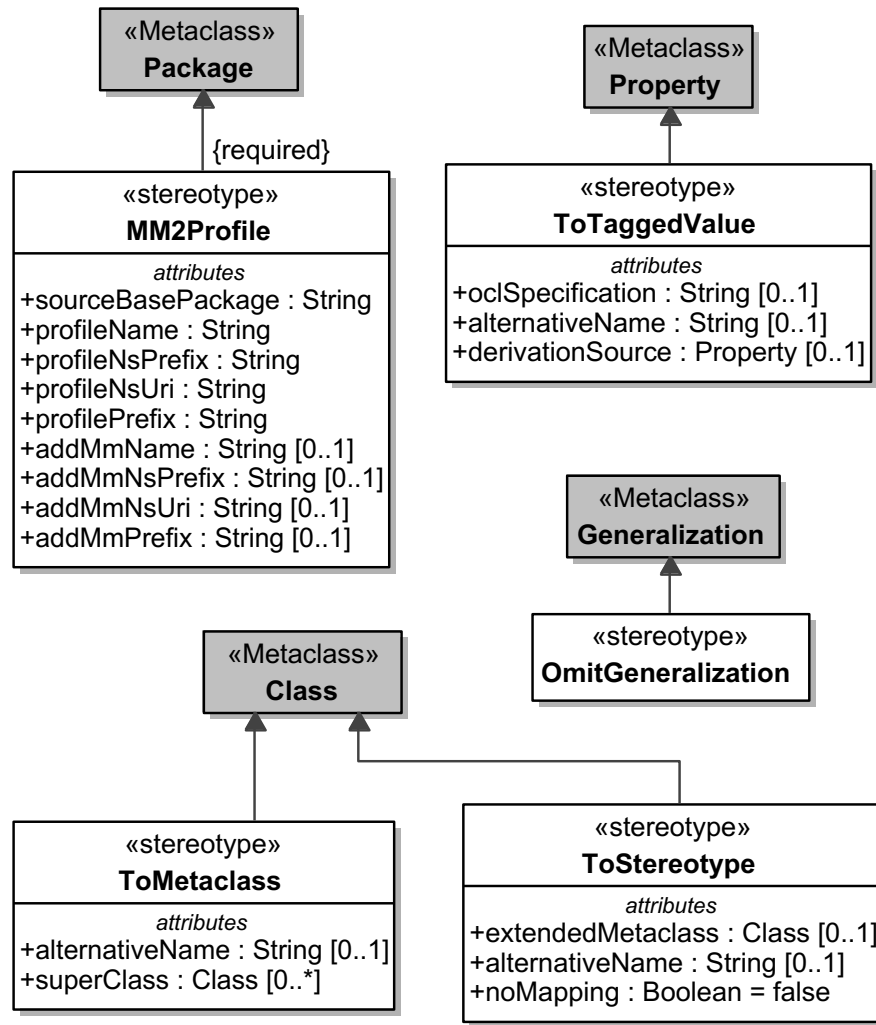 «Metaclass»
Package
{required}
«stereotype»
MM2Profile
attributes
+sourceBasePackage : String
+profileName : String
+profileNsPrefix : String
+profileNsUri : String
+profilePrefix : String
+addMmName : String [0..1]
+addMmNsPrefix : String [0..1]
+addMmNsUri : String [0..1]
+addMmPrefix : String [0..1]
«Metaclass»
Property
«stereotype»
ToTaggedValue
attributes
+oclSpecification : String [0..1]
+alternativeName : String [0..1]
+derivationSource : Property [0..1]
«Metaclass»
Generalization
«stereotype»
OmitGeneralization
«Metaclass»
Class
«stereotype»
ToMetaclass
attributes
+alternativeName : String [0..1]
+superClass : Class [0..*]
«stereotype»
ToStereotype
attributes
+extendedMetaclass : Class [0..1]
+alternativeName : String [0..1]
+noMapping : Boolean = false